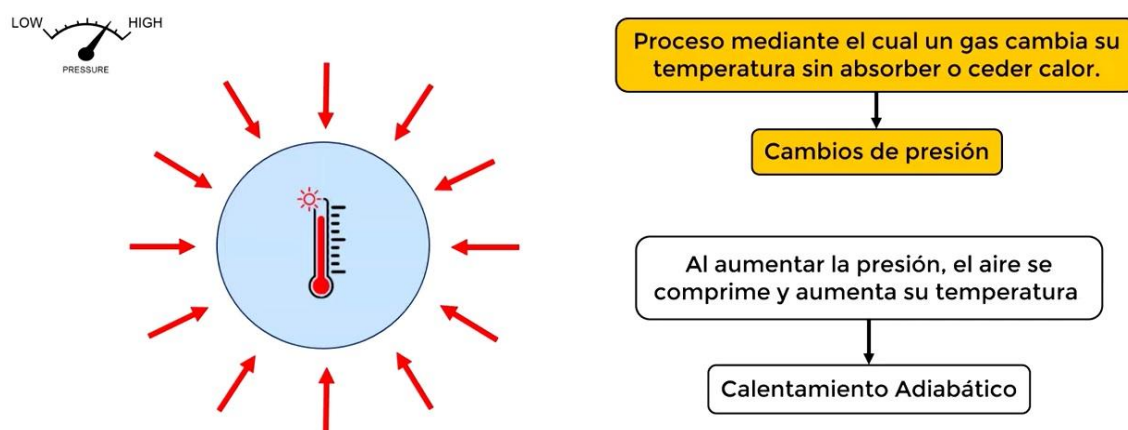 LOW HIGH
PRESSURE
Proceso mediante el cual un gas cambia su
temperatura sin absorber o ceder calor.
Cambios de presión
Al aumentar la presión, el aire se
comprime y aumenta su temperatura
Calentamiento Adiabático